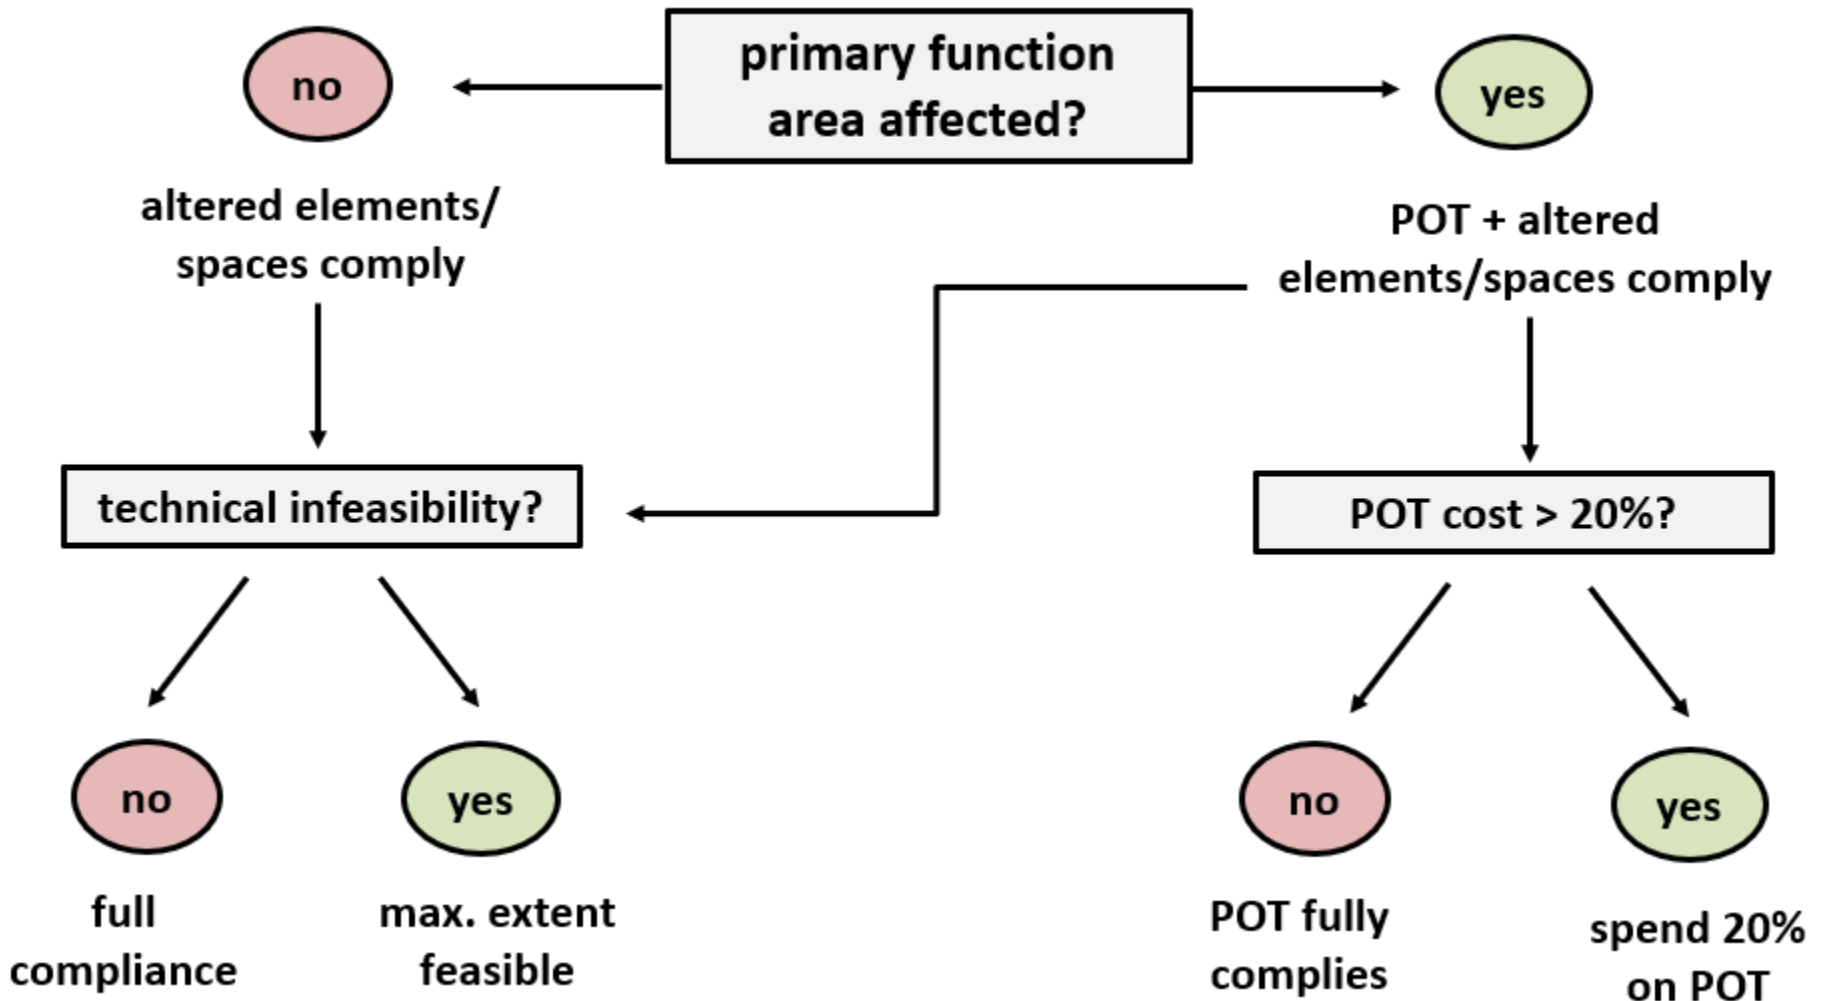 primary function
area affected?
no
yes
altered elements/
spaces comply
POT + altered
elements/spaces comply
technical infeasibility?
POT cost > 20%?
no
yes
no
yes
full
compliance
max. extent
feasible
POT fully
complies
spend 20%
on POT